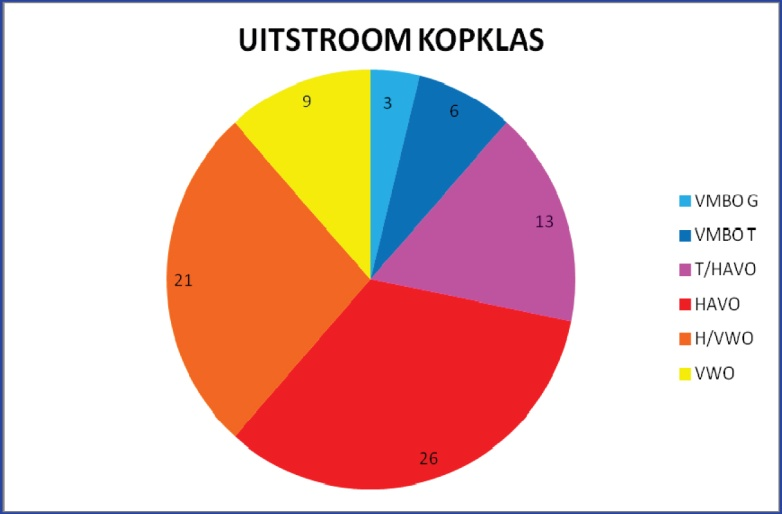 UITSTROOM KOPKLAS
9
3
6
13
21
26
VMBO G
VMBO T
T/HAVO
HAVO
H/VWO
VWO